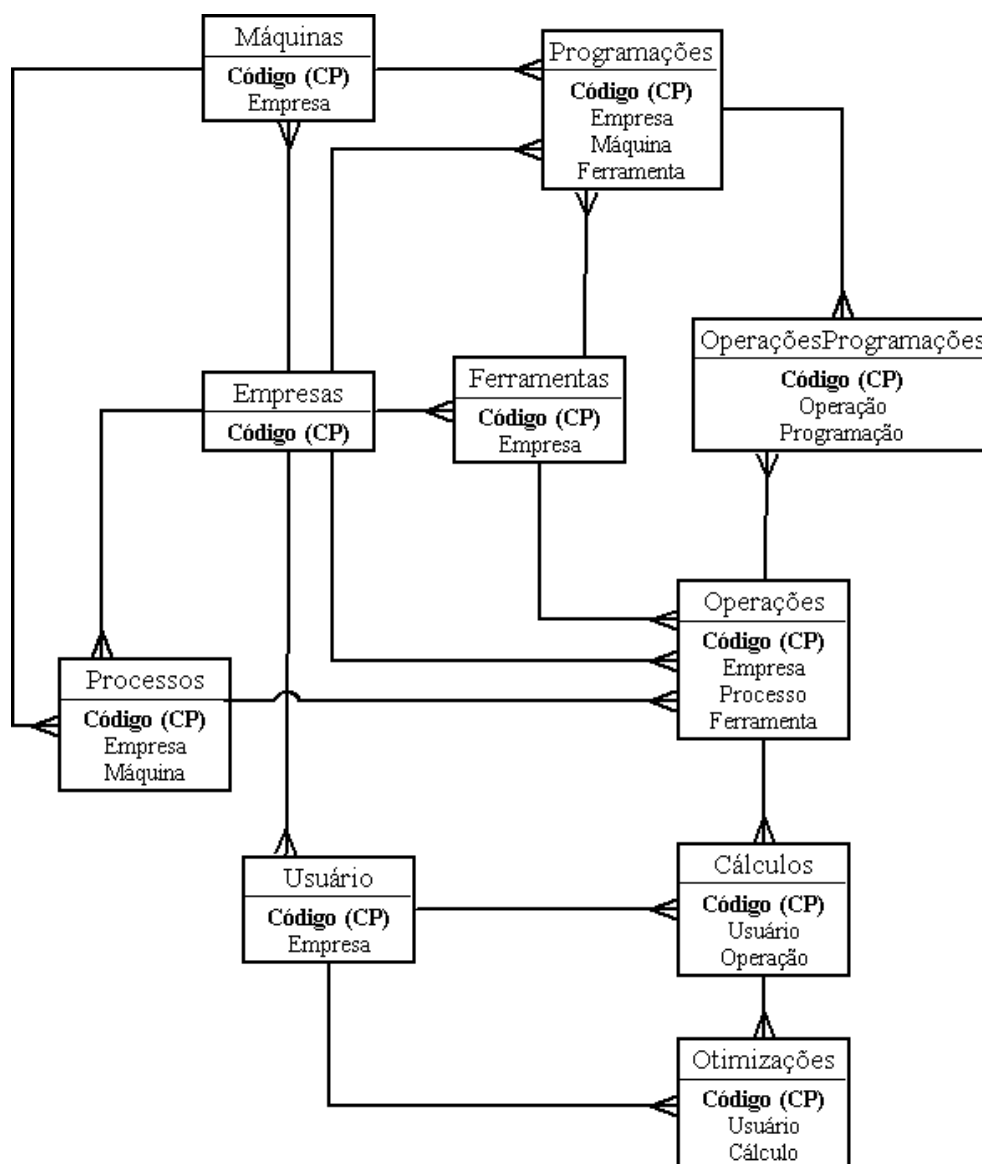 Máquinas
Código (CP)
Empresa
Programações
Código (CP)
Empresa
Máquina
Ferramenta
OperaçõesProgramações
Código (CP)
Operação
Programação
Empresas
Código (CP)
Ferramentas
Código (CP)
Empresa
Operações
Código (CP)
Empresa
Processo
Ferramenta
Processos
Código (CP)
Empresa
Máquina
Usuário
Código (CP)
Empresa
Cálculos
Código (CP)
Usuário
Operação
Otimizações
Código (CP)
Usuário
Cálculo